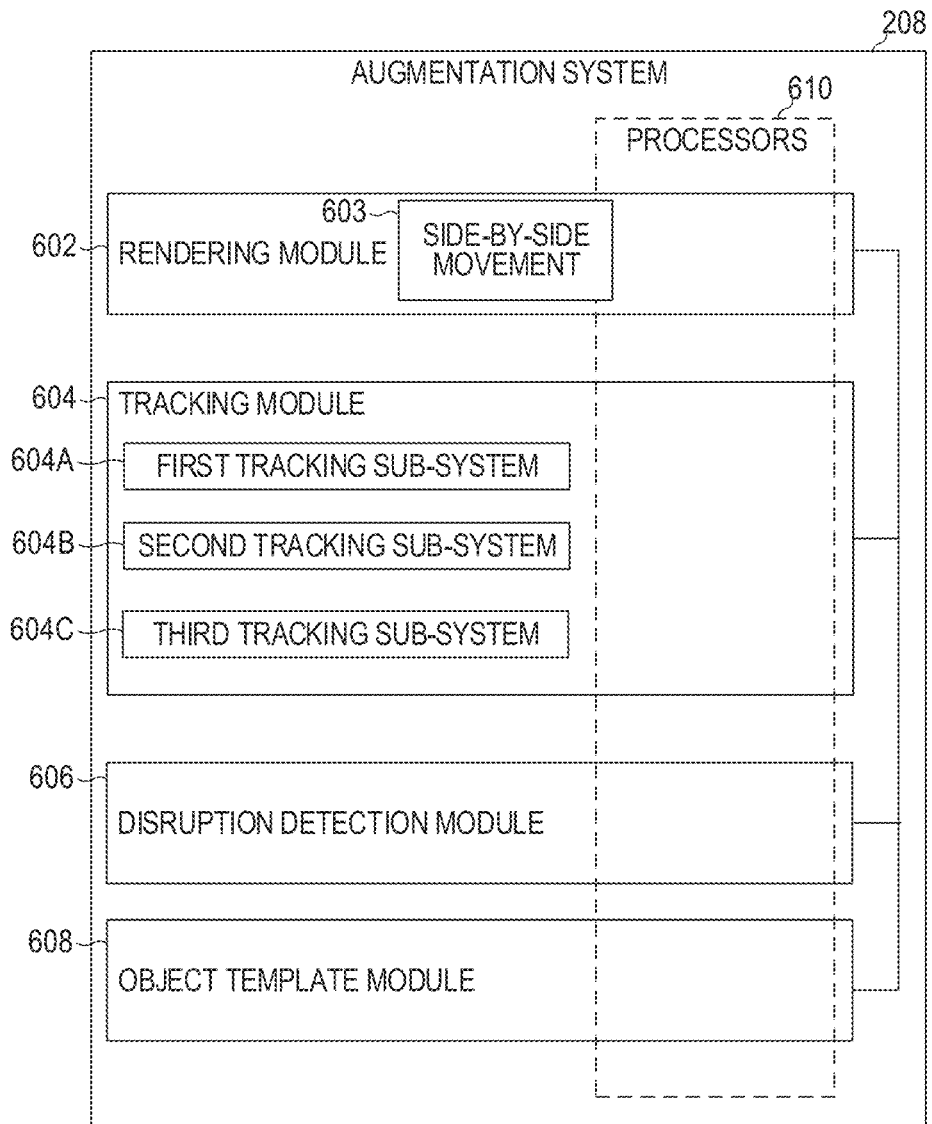 208
AUGMENTATION SYSTEM
610
PROCESSORS
603
SIDE-BY-SIDE
MOVEMENT
602
RENDERING MODULE
604
TRACKING MODULE
604A
FIRST TRACKING SUB-SYSTEM
604B
SECOND TRACKING SUB-SYSTEM
604C
THIRD TRACKING SUB-SYSTEM
606
DISRUPTION DETECTION MODULE
608
OBJECT TEMPLATE MODULE